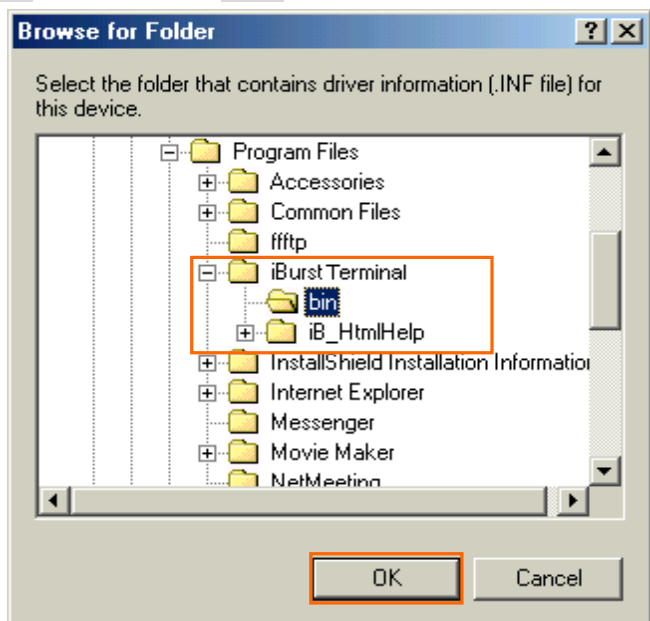 Browse for Folder
Select the folder that contains driver information (.INF file) for
this device.
Program Files
Accessories
Common Files
ffftp
iBurst Terminal
bin
iB_HtmlHelp
InstallShield Installation Informatior
Internet Explorer
Messenger
Movie Maker
NetMeeting
OK Cancel